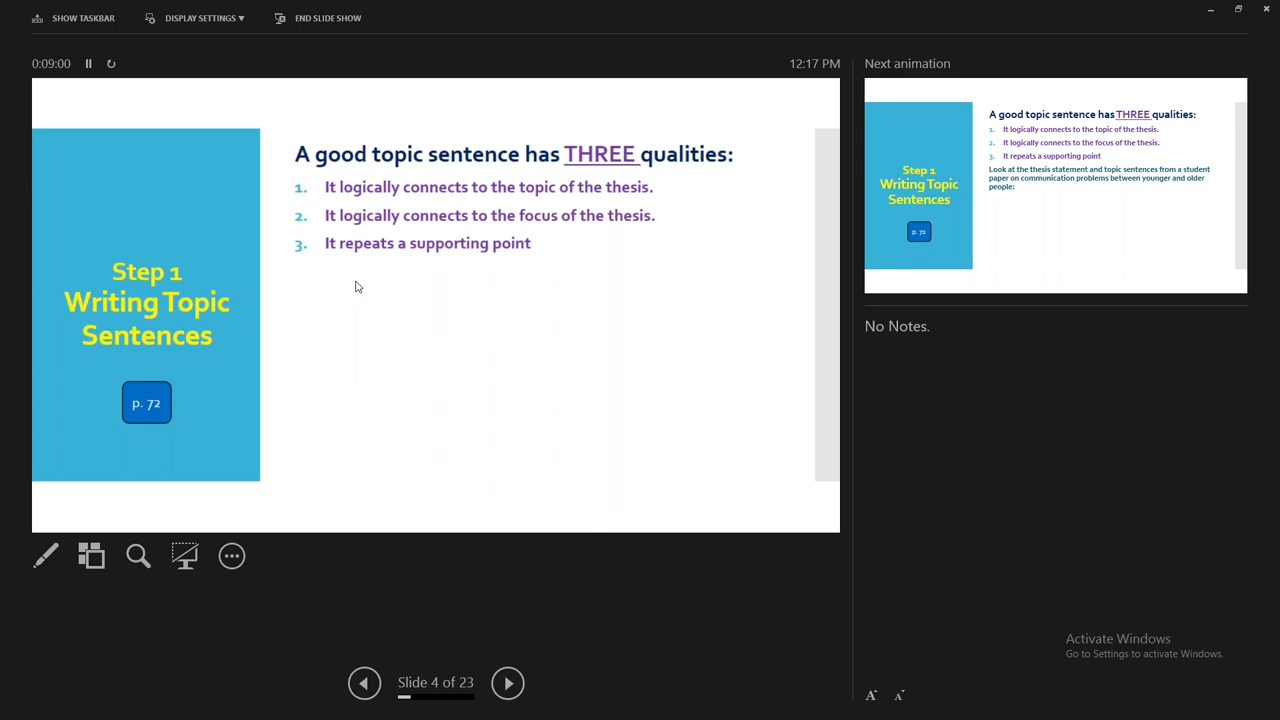 SHOW TASKBAR
DISPLAY SETTINGS ▼
END SLIDE SHOW
0:09:00
12:17 PM
A good topic sentence has THREE qualities:
1. It logically connects to the topic of the thesis.
2. It logically connects to the focus of the thesis.
3. It repeats a supporting point
Step 1
Writing Topic
Sentences
p. 72
Slide 4 of 23
Next animation
A good topic sentence has THREE qualities:
1. It logically connects to the topic of the thesis.
2. It logically connects to the focus of the thesis.
3. It repeats a supporting point
Look at the thesis statement and topic sentences from a student
paper on communication problems between younger and older
people:
Step 1
Writing Topic
Sentences
p. 72
No Notes.
Activate Windows
Go to Settings to activate Windows.
A A